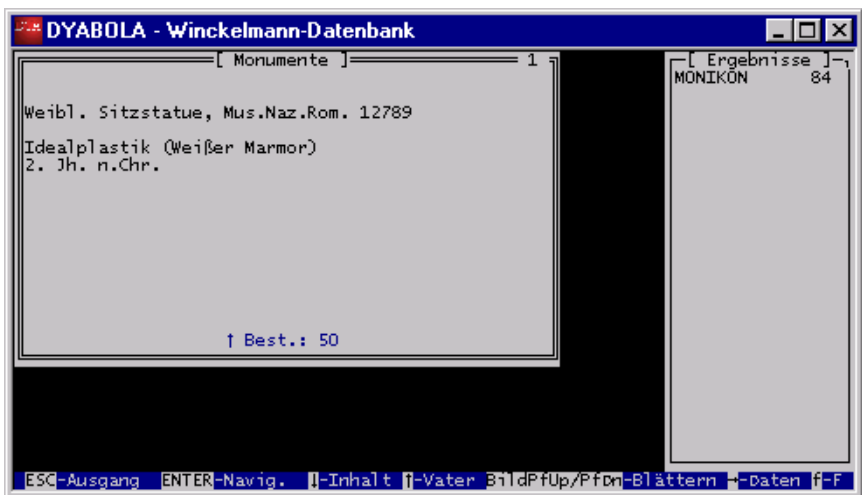 DYABOLA - Winckelmann-Datenbank
[ Monumente ] 1
Weibl. Sitzstatue, Mus.Naz.Rom. 12789
Idealplastik (Weißer Marmor)
2. Jh. n.Chr.
↑ Best.: 50
[ Ergebnisse ]
MONIKON 84
ESC-Ausgang ENTER-Navig. ↓-Inhalt ↑-Vater BildPfUp/PfDn-Blättern →-Daten f-F